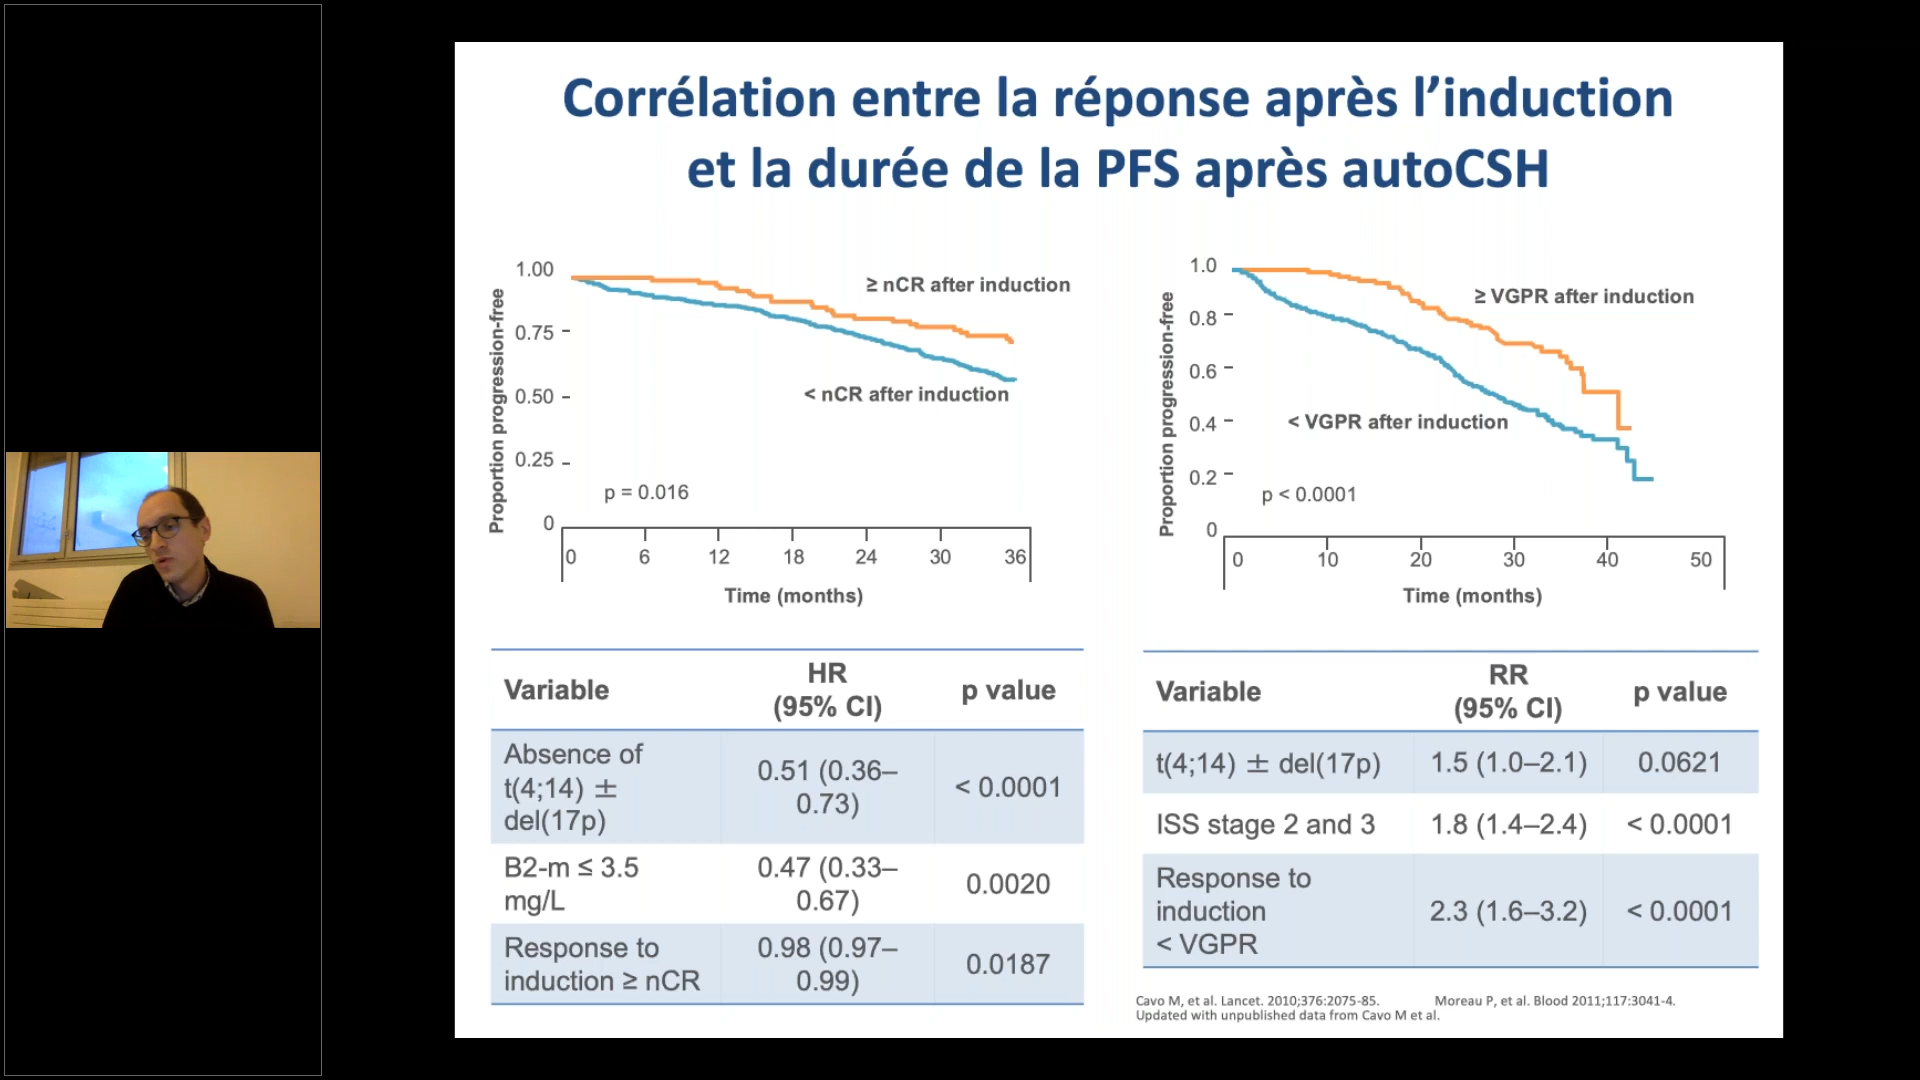 Corrélation entre la réponse après l’induction
et la durée de la PFS après autoCSH
Proportion progression-free
1.00
0.75
0.50
0.25
0
≥ nCR after induction
< nCR after induction
p = 0.016
0 6 12 18 24 30 36
Time (months)
Proportion progression-free
1.0
0.8
0.6
0.4
0.2
0
≥ VGPR after induction
< VGPR after induction
p < 0.0001
0 10 20 30 40 50
Time (months)
Variable HR (95% CI) p value
Absence of t(4;14) ± del(17p) 0.51 (0.36–0.73) < 0.0001
B2-m ≤ 3.5 mg/L 0.47 (0.33–0.67) 0.0020
Response to induction ≥ nCR 0.98 (0.97–0.99) 0.0187
Variable RR (95% CI) p value
t(4;14) ± del(17p) 1.5 (1.0–2.1) 0.0621
ISS stage 2 and 3 1.8 (1.4–2.4) < 0.0001
Response to induction < VGPR 2.3 (1.6–3.2) < 0.0001
Cavo M, et al. Lancet. 2010;376:2075-85. Moreau P, et al. Blood 2011;117:3041-4.
Updated with unpublished data from Cavo M et al.